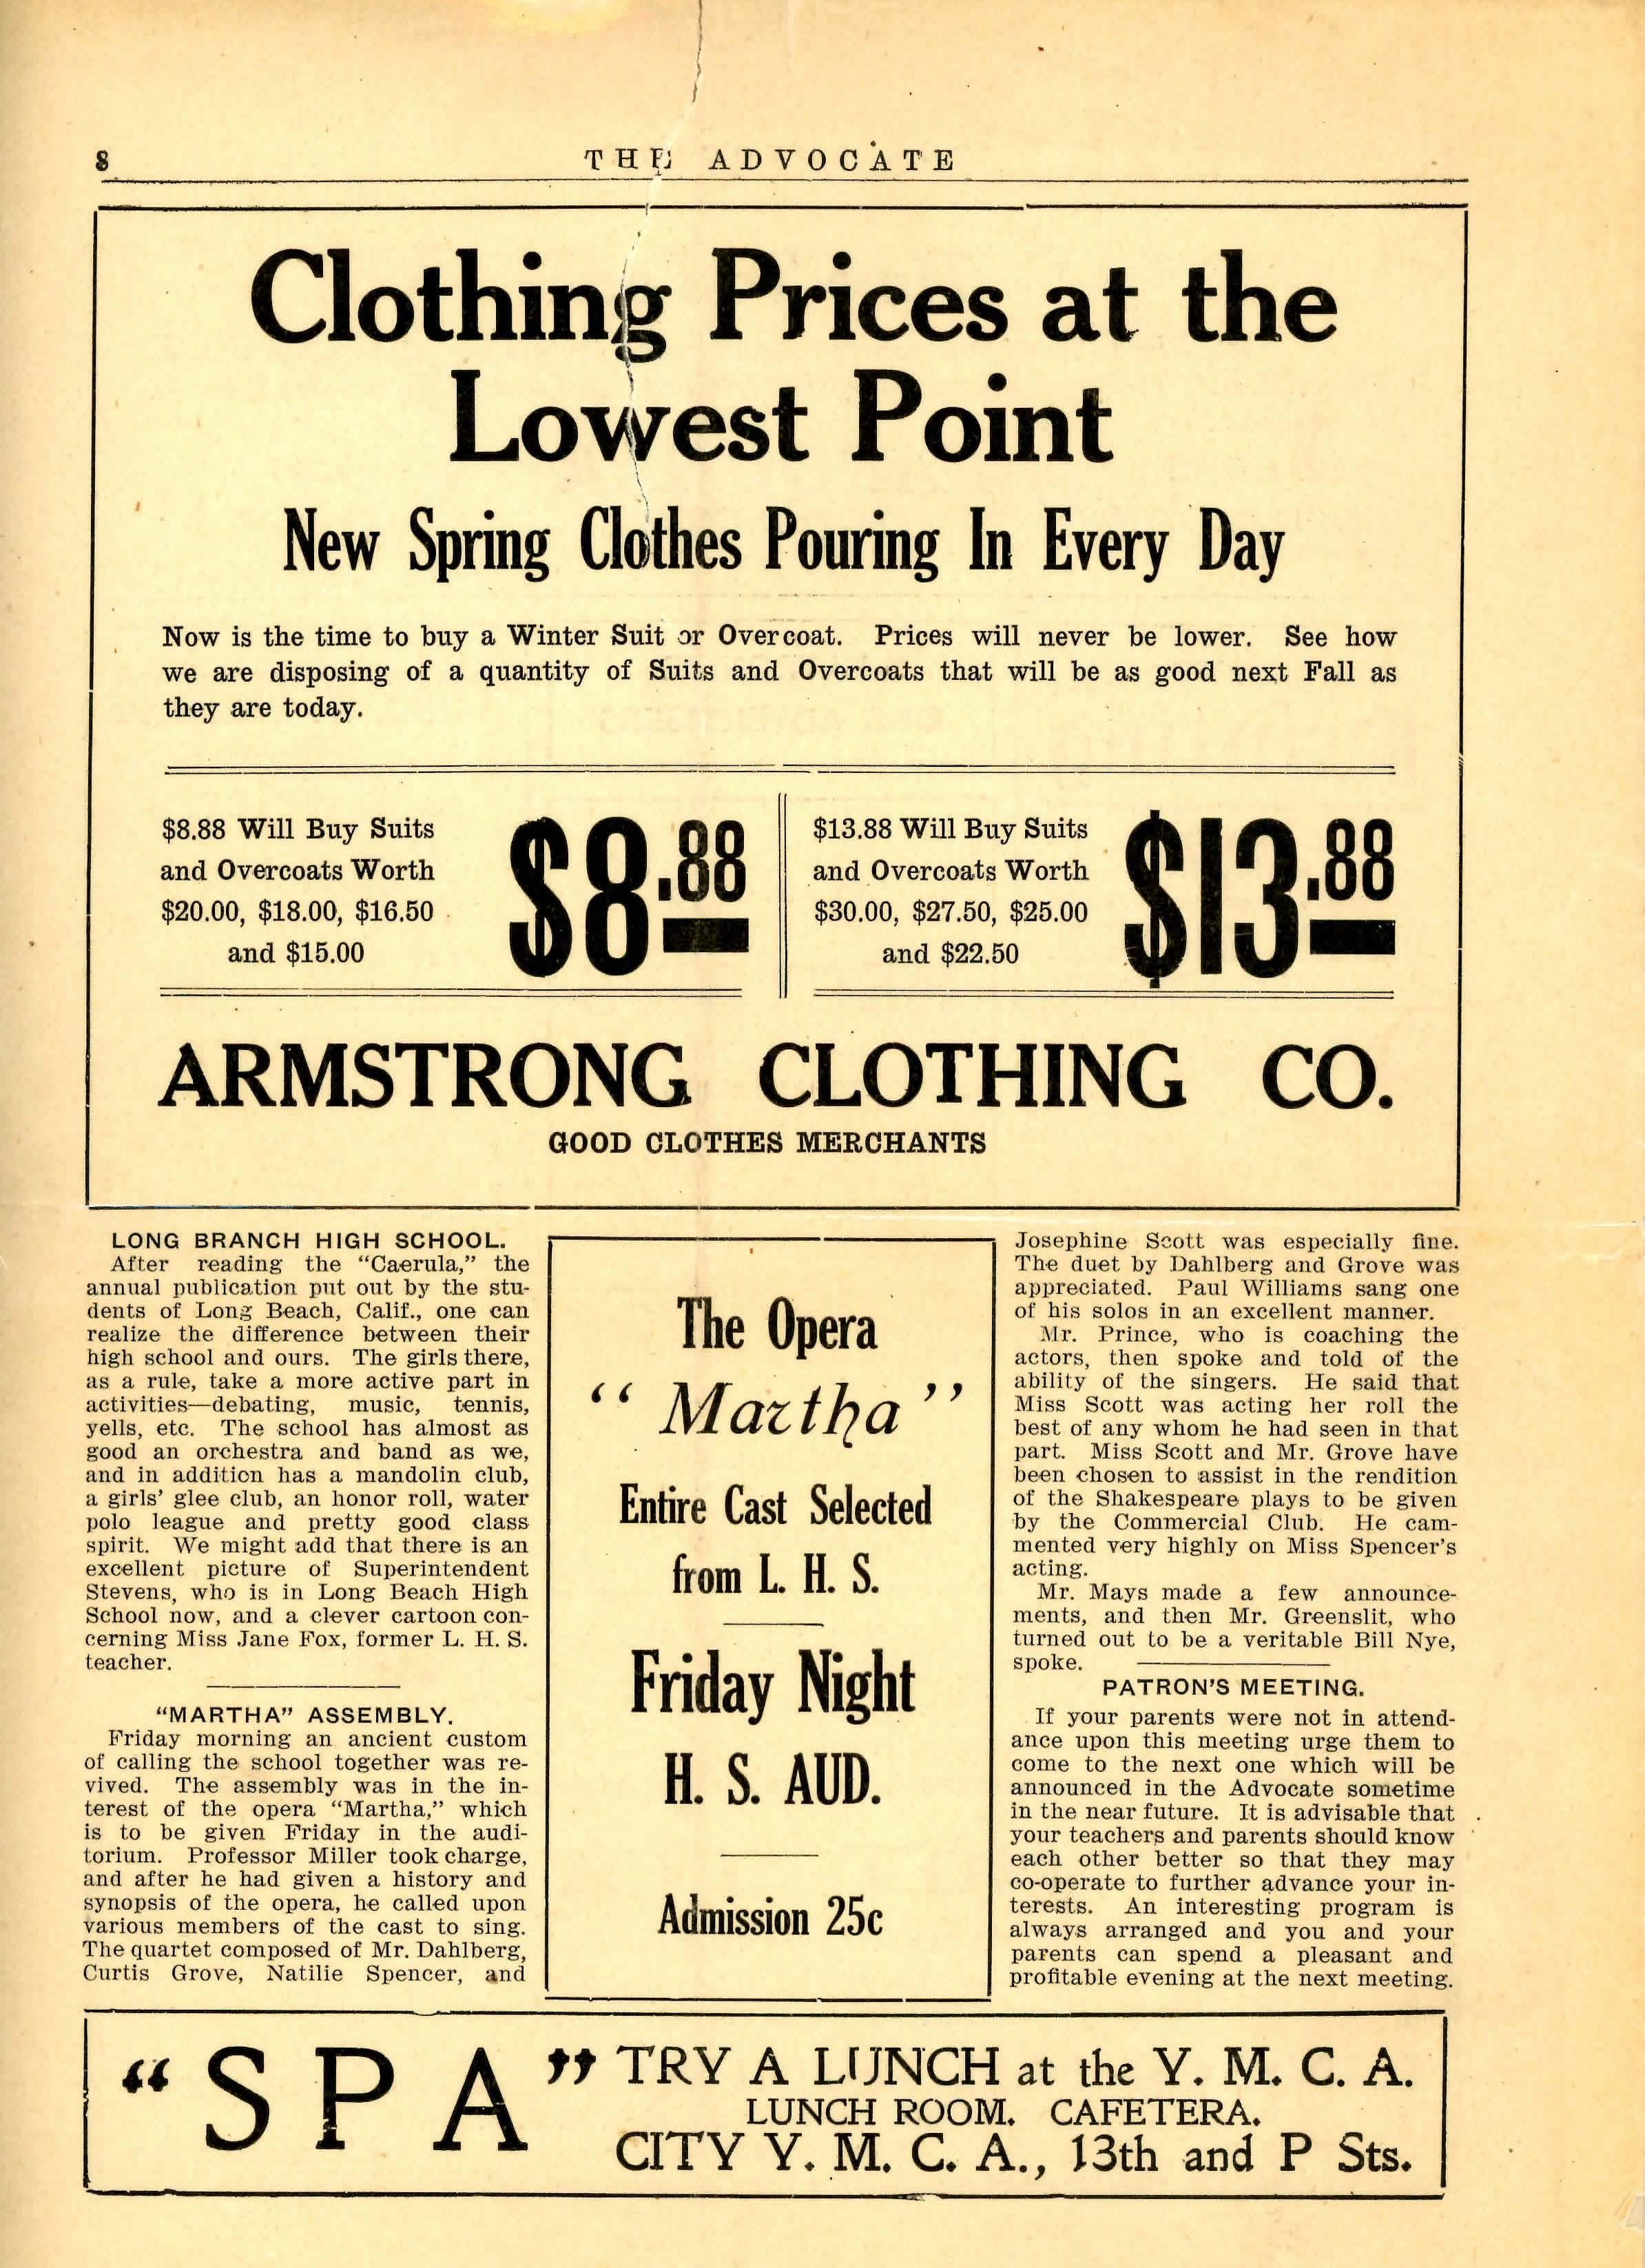 8
THE ADVOCATE
Clothing Prices at the
Lowest Point
New Spring Clothes Pouring In Every Day
Now is the time to buy a Winter Suit or Overcoat. Prices will never be lower. See how
we are disposing of a quantity of Suits and Overcoats that will be as good next Fall as
they are today.
$8.88 Will Buy Suits
and Overcoats Worth
$20.00, $18.00, $16.50
and $15.00
$8.88
$13.88 Will Buy Suits
and Overcoats Worth
$30.00, $27.50, $25.00
and $22.50
$13.88
ARMSTRONG CLOTHING CO.
GOOD CLOTHES MERCHANTS
LONG BRANCH HIGH SCHOOL.
After reading the “Caerula,” the
annual publication put out by the stu-
dents of Long Beach, Calif., one can
realize the difference between their
high school and ours. The girls there,
as a rule, take a more active part in
activities—debating, music, tennis,
yells, etc. The school has almost as
good an orchestra and band as we,
and in addition has a mandolin club,
a girls’ glee club, an honor roll, water
polo league and pretty good class
spirit. We might add that there is an
excellent picture of Superintendent
Stevens, who is in Long Beach High
School now, and a clever cartoon con-
cerning Miss Jane Fox, former L. H. S.
teacher.
“MARTHA” ASSEMBLY.
Friday morning an ancient custom
of calling the school together was re-
vived. The assembly was in the in-
terest of the opera “Martha,” which
is to be given Friday in the audi-
torium. Professor Miller took charge,
and after he had given a history and
synopsis of the opera, he called upon
various members of the cast to sing.
The quartet composed of Mr. Dahlberg,
Curtis Grove, Natilie Spencer, and
The Opera
“Martha”
Entire Cast Selected
from L. H. S.
Friday Night
H. S. AUD.
Admission 25c
Josephine Scott was especially fine.
The duet by Dahlberg and Grove was
appreciated. Paul Williams sang one
of his solos in an excellent manner.
Mr. Prince, who is coaching the
actors, then spoke and told of the
ability of the singers. He said that
Miss Scott was acting her roll the
best of any whom he had seen in that
part. Miss Scott and Mr. Grove have
been chosen to assist in the rendition
of the Shakespeare plays to be given
by the Commercial Club. He cam-
mented very highly on Miss Spencer’s
acting.
Mr. Mays made a few announce-
ments, and then Mr. Greenslit, who
turned out to be a veritable Bill Nye,
spoke.
PATRON’S MEETING.
If your parents were not in attend-
ance upon this meeting urge them to
come to the next one which will be
announced in the Advocate sometime
in the near future. It is advisable that
your teachers and parents should know
each other better so that they may
co-operate to further advance your in-
terests. An interesting program is
always arranged and you and your
parents can spend a pleasant and
profitable evening at the next meeting.
“SPA”
TRY A LUNCH at the Y. M. C. A.
LUNCH ROOM. CAFETERA.
CITY Y. M. C. A., 13th and P Sts.